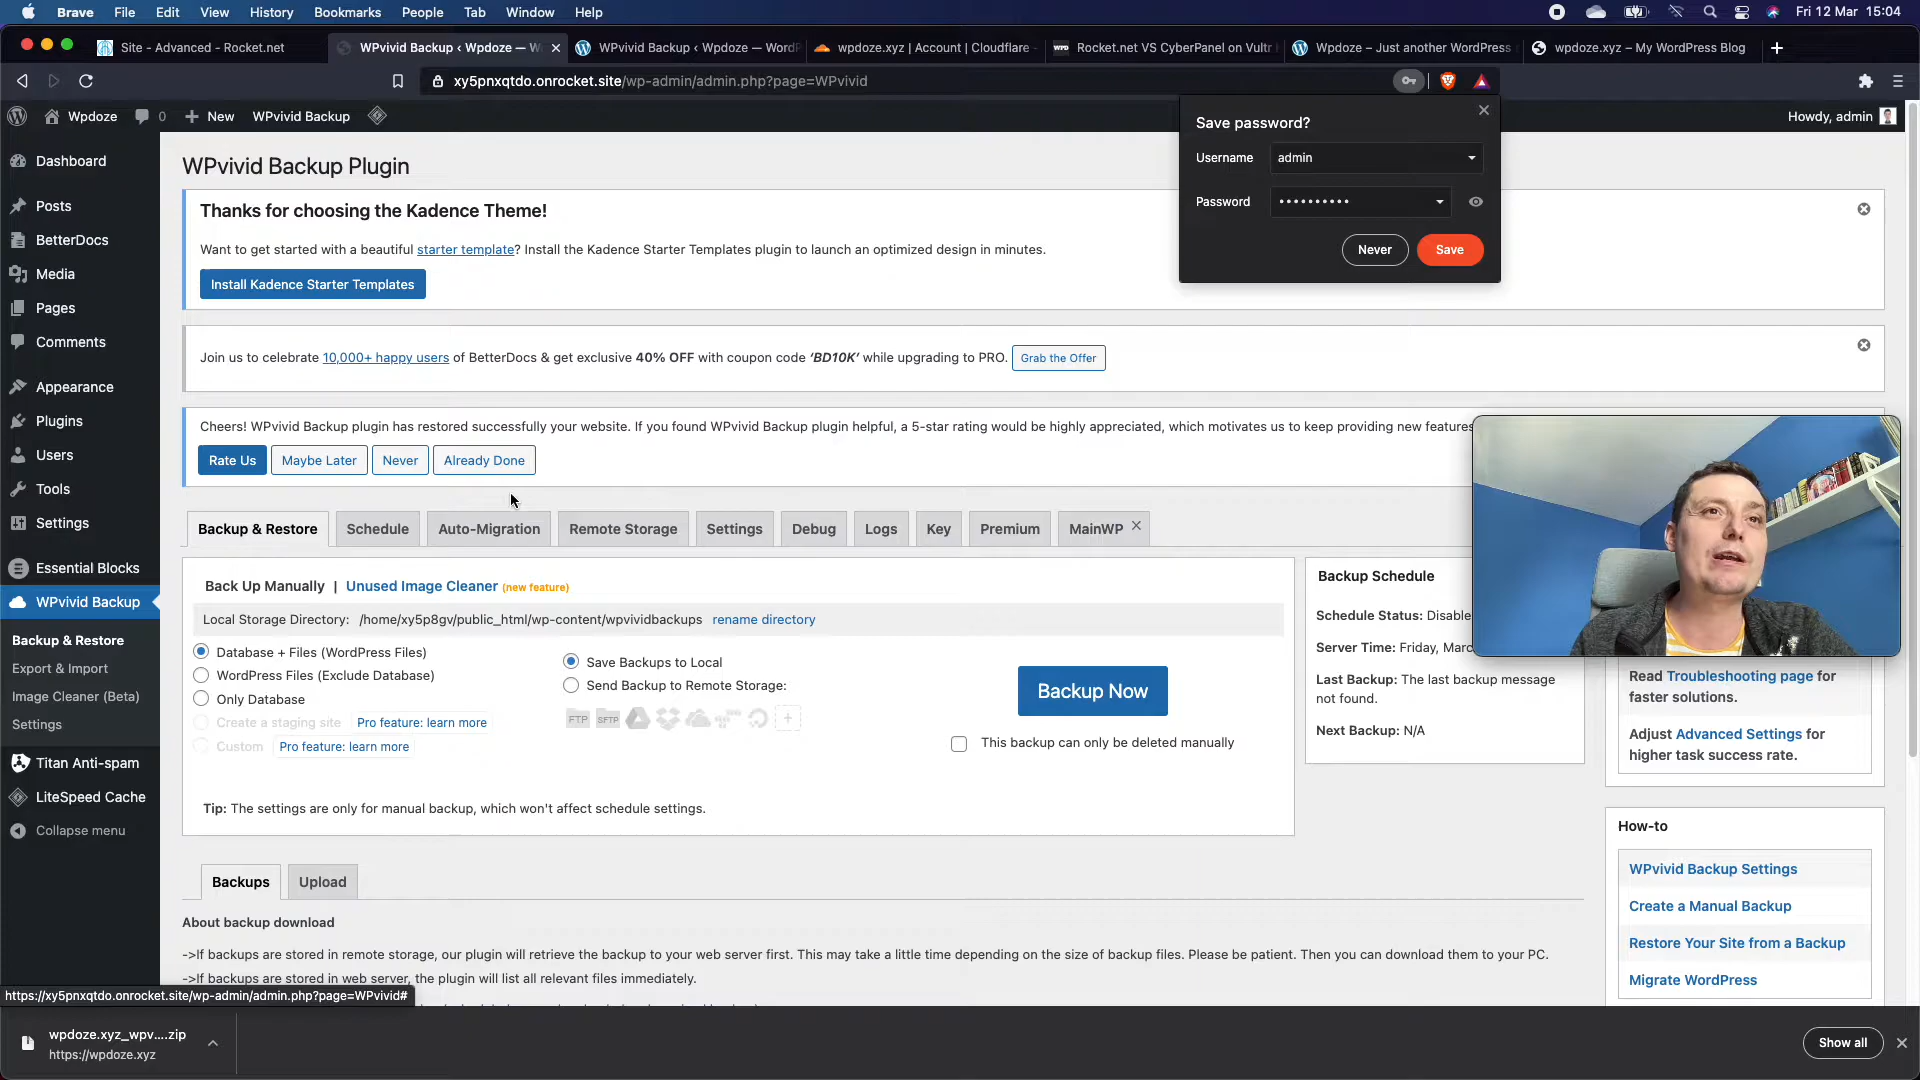 Brave File Edit View History Bookmarks People Tab Window Help Fri 12 Mar 15:04
Site - Advanced - Rocket.net
WPvivid Backup ‹ Wpdoze — W
WPvivid Backup ‹ Wpdoze — WordP
wpdoze.xyz | Account | Cloudflare -
Rocket.net VS CyberPanel on Vultr
Wpdoze – Just another WordPress
wpdoze.xyz – My WordPress Blog
xy5pnxqtdo.onrocket.site/wp-admin/admin.php?page=WPvivid
Wpdoze 0 New WPvivid Backup Howdy, admin
Save password?
Username admin
Password ••••••••••
Never Save
Dashboard
Posts
BetterDocs
Media
Pages
Comments
Appearance
Plugins
Users
Tools
Settings
Essential Blocks
WPvivid Backup
Backup & Restore
Export & Import
Image Cleaner (Beta)
Settings
Titan Anti-spam
LiteSpeed Cache
Collapse menu
WPvivid Backup Plugin
Thanks for choosing the Kadence Theme!
Want to get started with a beautiful starter template? Install the Kadence Starter Templates plugin to launch an optimized design in minutes.
Install Kadence Starter Templates
Join us to celebrate 10,000+ happy users of BetterDocs & get exclusive 40% OFF with coupon code 'BD10K' while upgrading to PRO. Grab the Offer
Cheers! WPvivid Backup plugin has restored successfully your website. If you found WPvivid Backup plugin helpful, a 5-star rating would be highly appreciated, which motivates us to keep providing new features
Rate Us Maybe Later Never Already Done
Backup & Restore Schedule Auto-Migration Remote Storage Settings Debug Logs Key Premium MainWP
Back Up Manually | Unused Image Cleaner (new feature)
Local Storage Directory: /home/xy5p8gv/public_html/wp-content/wpvividbackups rename directory
Database + Files (WordPress Files)
WordPress Files (Exclude Database)
Only Database
Create a staging site Pro feature: learn more
Custom Pro feature: learn more
Save Backups to Local
Send Backup to Remote Storage:
FTP SFTP
Backup Now
This backup can only be deleted manually
Tip: The settings are only for manual backup, which won't affect schedule settings.
Backup Schedule
Schedule Status: Disable
Server Time: Friday, Marc
Last Backup: The last backup message
not found.
Next Backup: N/A
Read Troubleshooting page for
faster solutions.
Adjust Advanced Settings for
higher task success rate.
How-to
WPvivid Backup Settings
Create a Manual Backup
Restore Your Site from a Backup
Migrate WordPress
Backups Upload
About backup download
->If backups are stored in remote storage, our plugin will retrieve the backup to your web server first. This may take a little time depending on the size of backup files. Please be patient. Then you can download them to your PC.
->If backups are stored in web server, the plugin will list all relevant files immediately.
https://xy5pnxqtdo.onrocket.site/wp-admin/admin.php?page=WPvivid#
wpdoze.xyz_wpv....zip
https://wpdoze.xyz
Show all